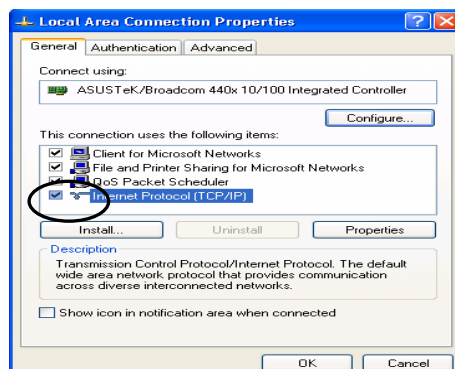 Local Area Connection Properties
General Authentication Advanced
Connect using:
ASUSTeK/Broadcom 440x 10/100 Integrated Controller
Configure...
This connection uses the following items:
Client for Microsoft Networks
File and Printer Sharing for Microsoft Networks
QoS Packet Scheduler
Internet Protocol (TCP/IP)
Install... Uninstall Properties
Description
Transmission Control Protocol/Internet Protocol. The default
wide area network protocol that provides communication
across diverse interconnected networks.
Show icon in notification area when connected
OK Cancel